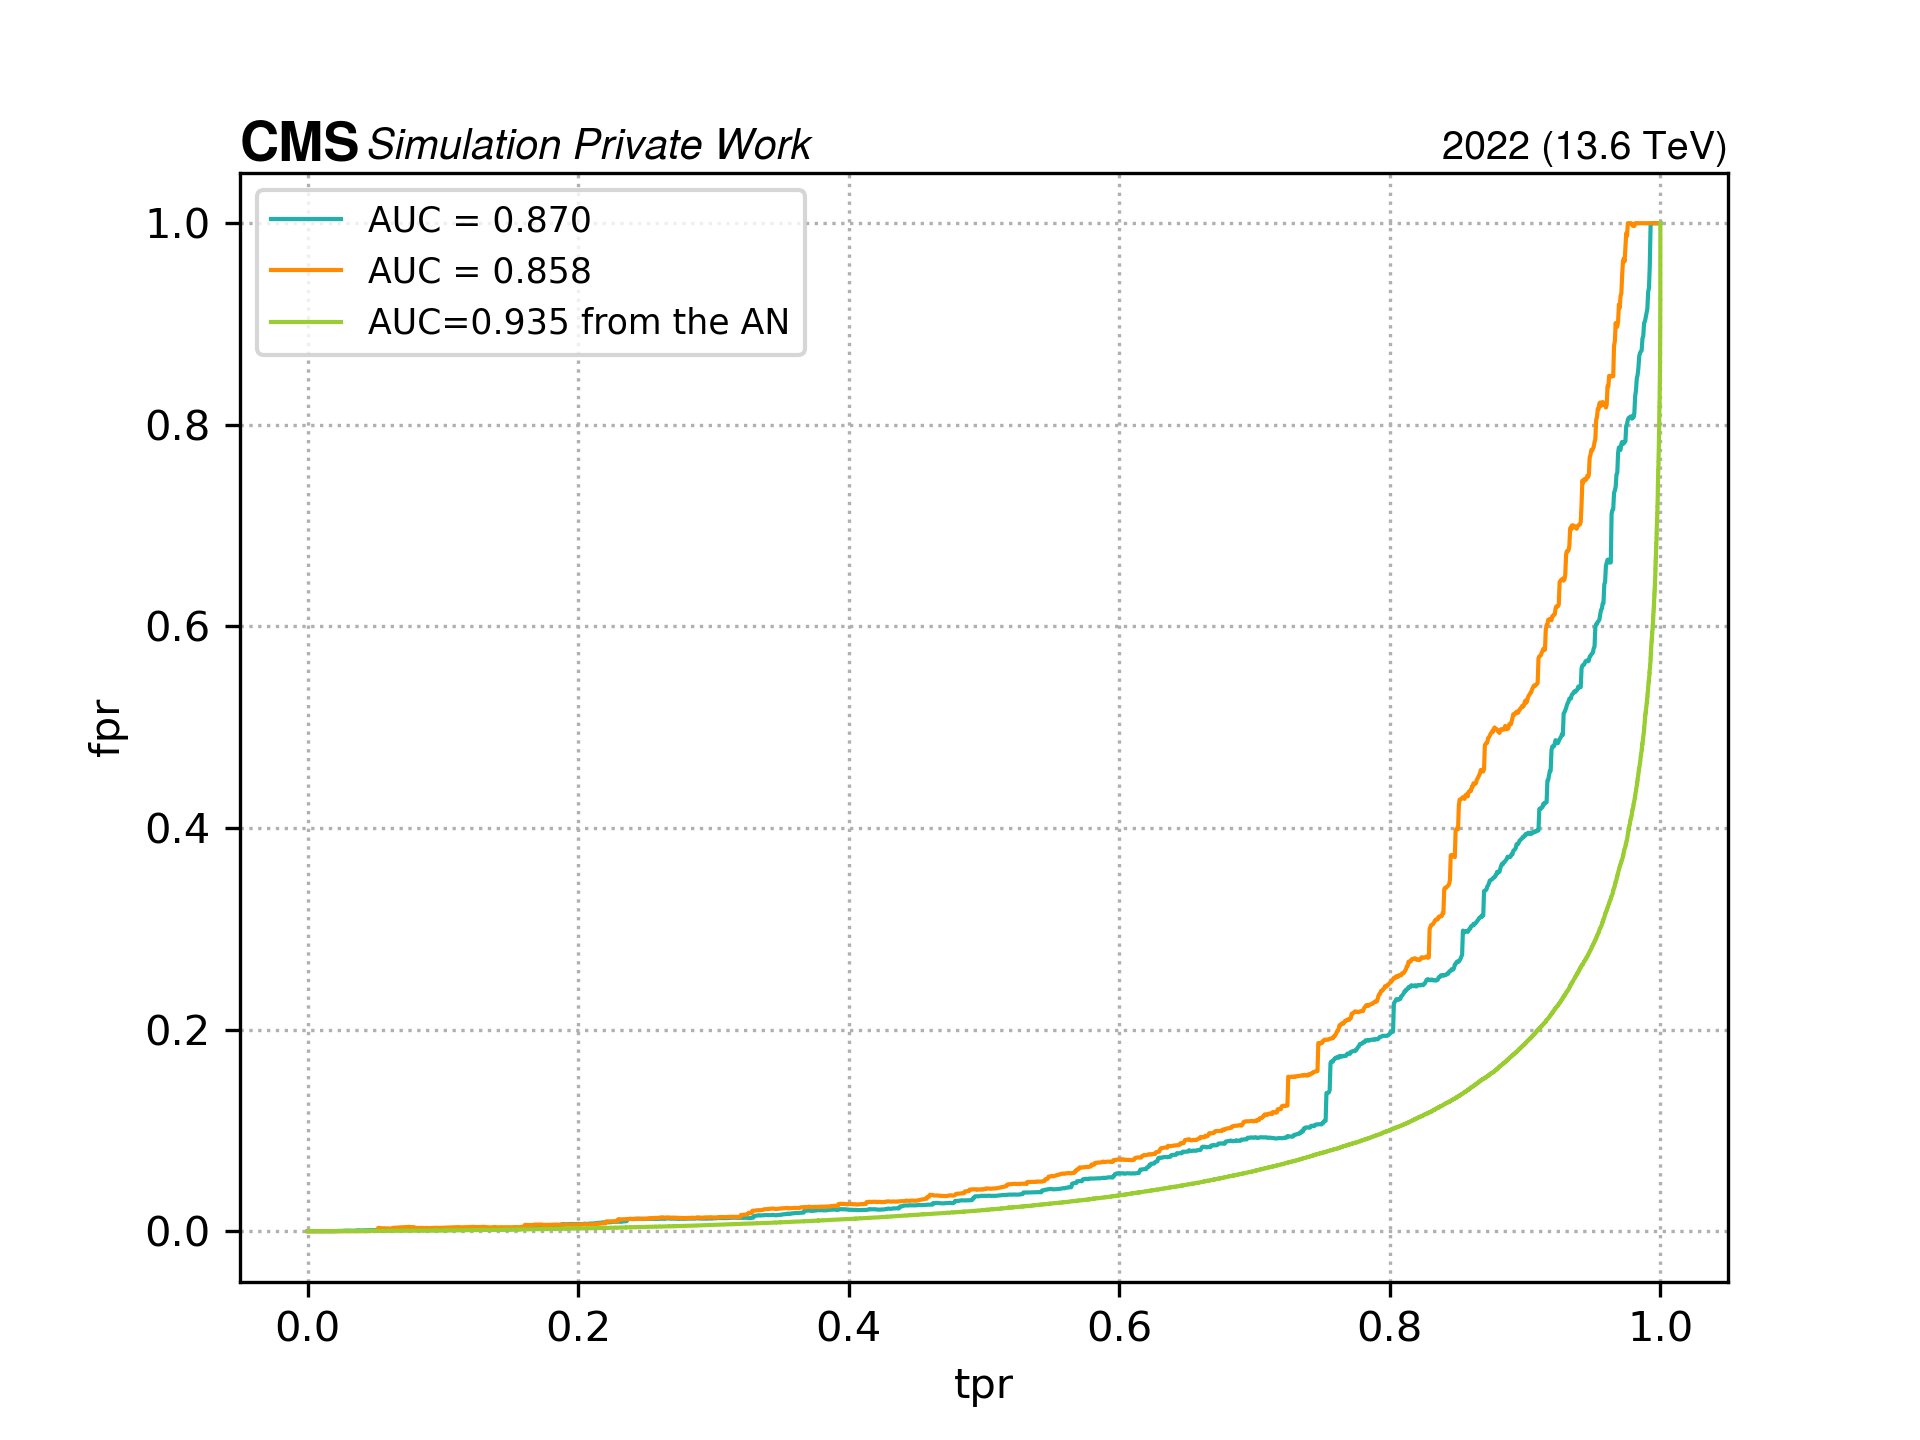 CMS Simulation Private Work 2022 (13.6 TeV)
AUC = 0.870
AUC = 0.858
AUC=0.935 from the AN
1.0
0.8
0.6
0.4
0.2
0.0
fpr
0.0 0.2 0.4 0.6 0.8 1.0
tpr